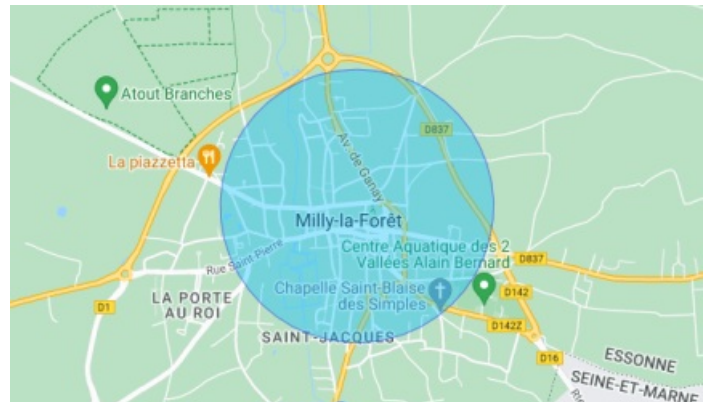 Atout Branches
D837
La piazzetta
Av. de Ganay
Milly-la-Forêt
Centre Aquatique des 2
Vallées Alain Bernard
Rue Saint-Pierre
D837
D142
Chapelle Saint-Blaise
des Simples
LA PORTE
AU ROI
D1
D142Z
SAINT-JACQUES
D16
ESSONNE
SEINE-ET-MARNE